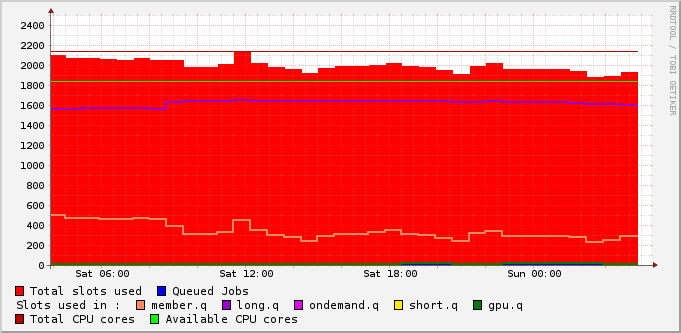 2400
2200
2000
1800
1600
1400
1200
1000
800
600
400
200
0
Sat 06:00 Sat 12:00 Sat 18:00 Sun 00:00
RRDTOOL / TOBI OETIKER
Total slots used Queued Jobs
Slots used in : member.q long.q ondemand.q short.q gpu.q
Total CPU cores Available CPU cores